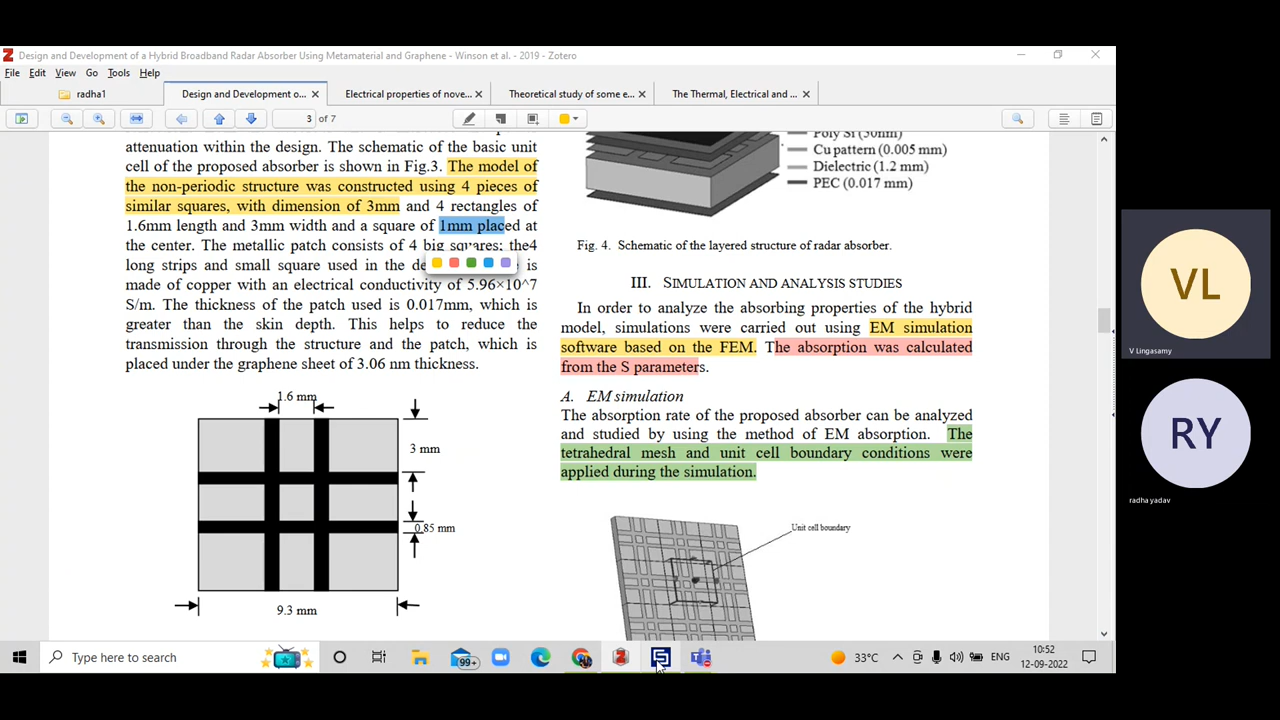 Design and Development of a Hybrid Broadband Radar Absorber Using Metamaterial and Graphene - Winson et al. - 2019 - Zotero
File Edit View Go Tools Help
radha1
Design and Development o...
Electrical properties of nove...
Theoretical study of some e...
The Thermal, Electrical and ...
3 of 7
attenuation within the design. The schematic of the basic unit
cell of the proposed absorber is shown in Fig.3. The model of
the non-periodic structure was constructed using 4 pieces of
similar squares, with dimension of 3mm and 4 rectangles of
1.6mm length and 3mm width and a square of 1mm placed at
the center. The metallic patch consists of 4 big squares; the4
long strips and small square used in the de is
made of copper with an electrical conductivity of 5.96×10^7
S/m. The thickness of the patch used is 0.017mm, which is
greater than the skin depth. This helps to reduce the
transmission through the structure and the patch, which is
placed under the graphene sheet of 3.06 nm thickness.
1.6 mm
3 mm
0.85 mm
9.3 mm
Poly Si (50nm)
Cu pattern (0.005 mm)
Dielectric (1.2 mm)
PEC (0.017 mm)
Fig. 4. Schematic of the layered structure of radar absorber.
III. SIMULATION AND ANALYSIS STUDIES
In order to analyze the absorbing properties of the hybrid
model, simulations were carried out using EM simulation
software based on the FEM. The absorption was calculated
from the S parameters.
A. EM simulation
The absorption rate of the proposed absorber can be analyzed
and studied by using the method of EM absorption. The
tetrahedral mesh and unit cell boundary conditions were
applied during the simulation.
Unit cell boundary
VL
V Lingasamy
RY
radha yadav
Type here to search
99+
33°C
ENG
10:52
12-09-2022